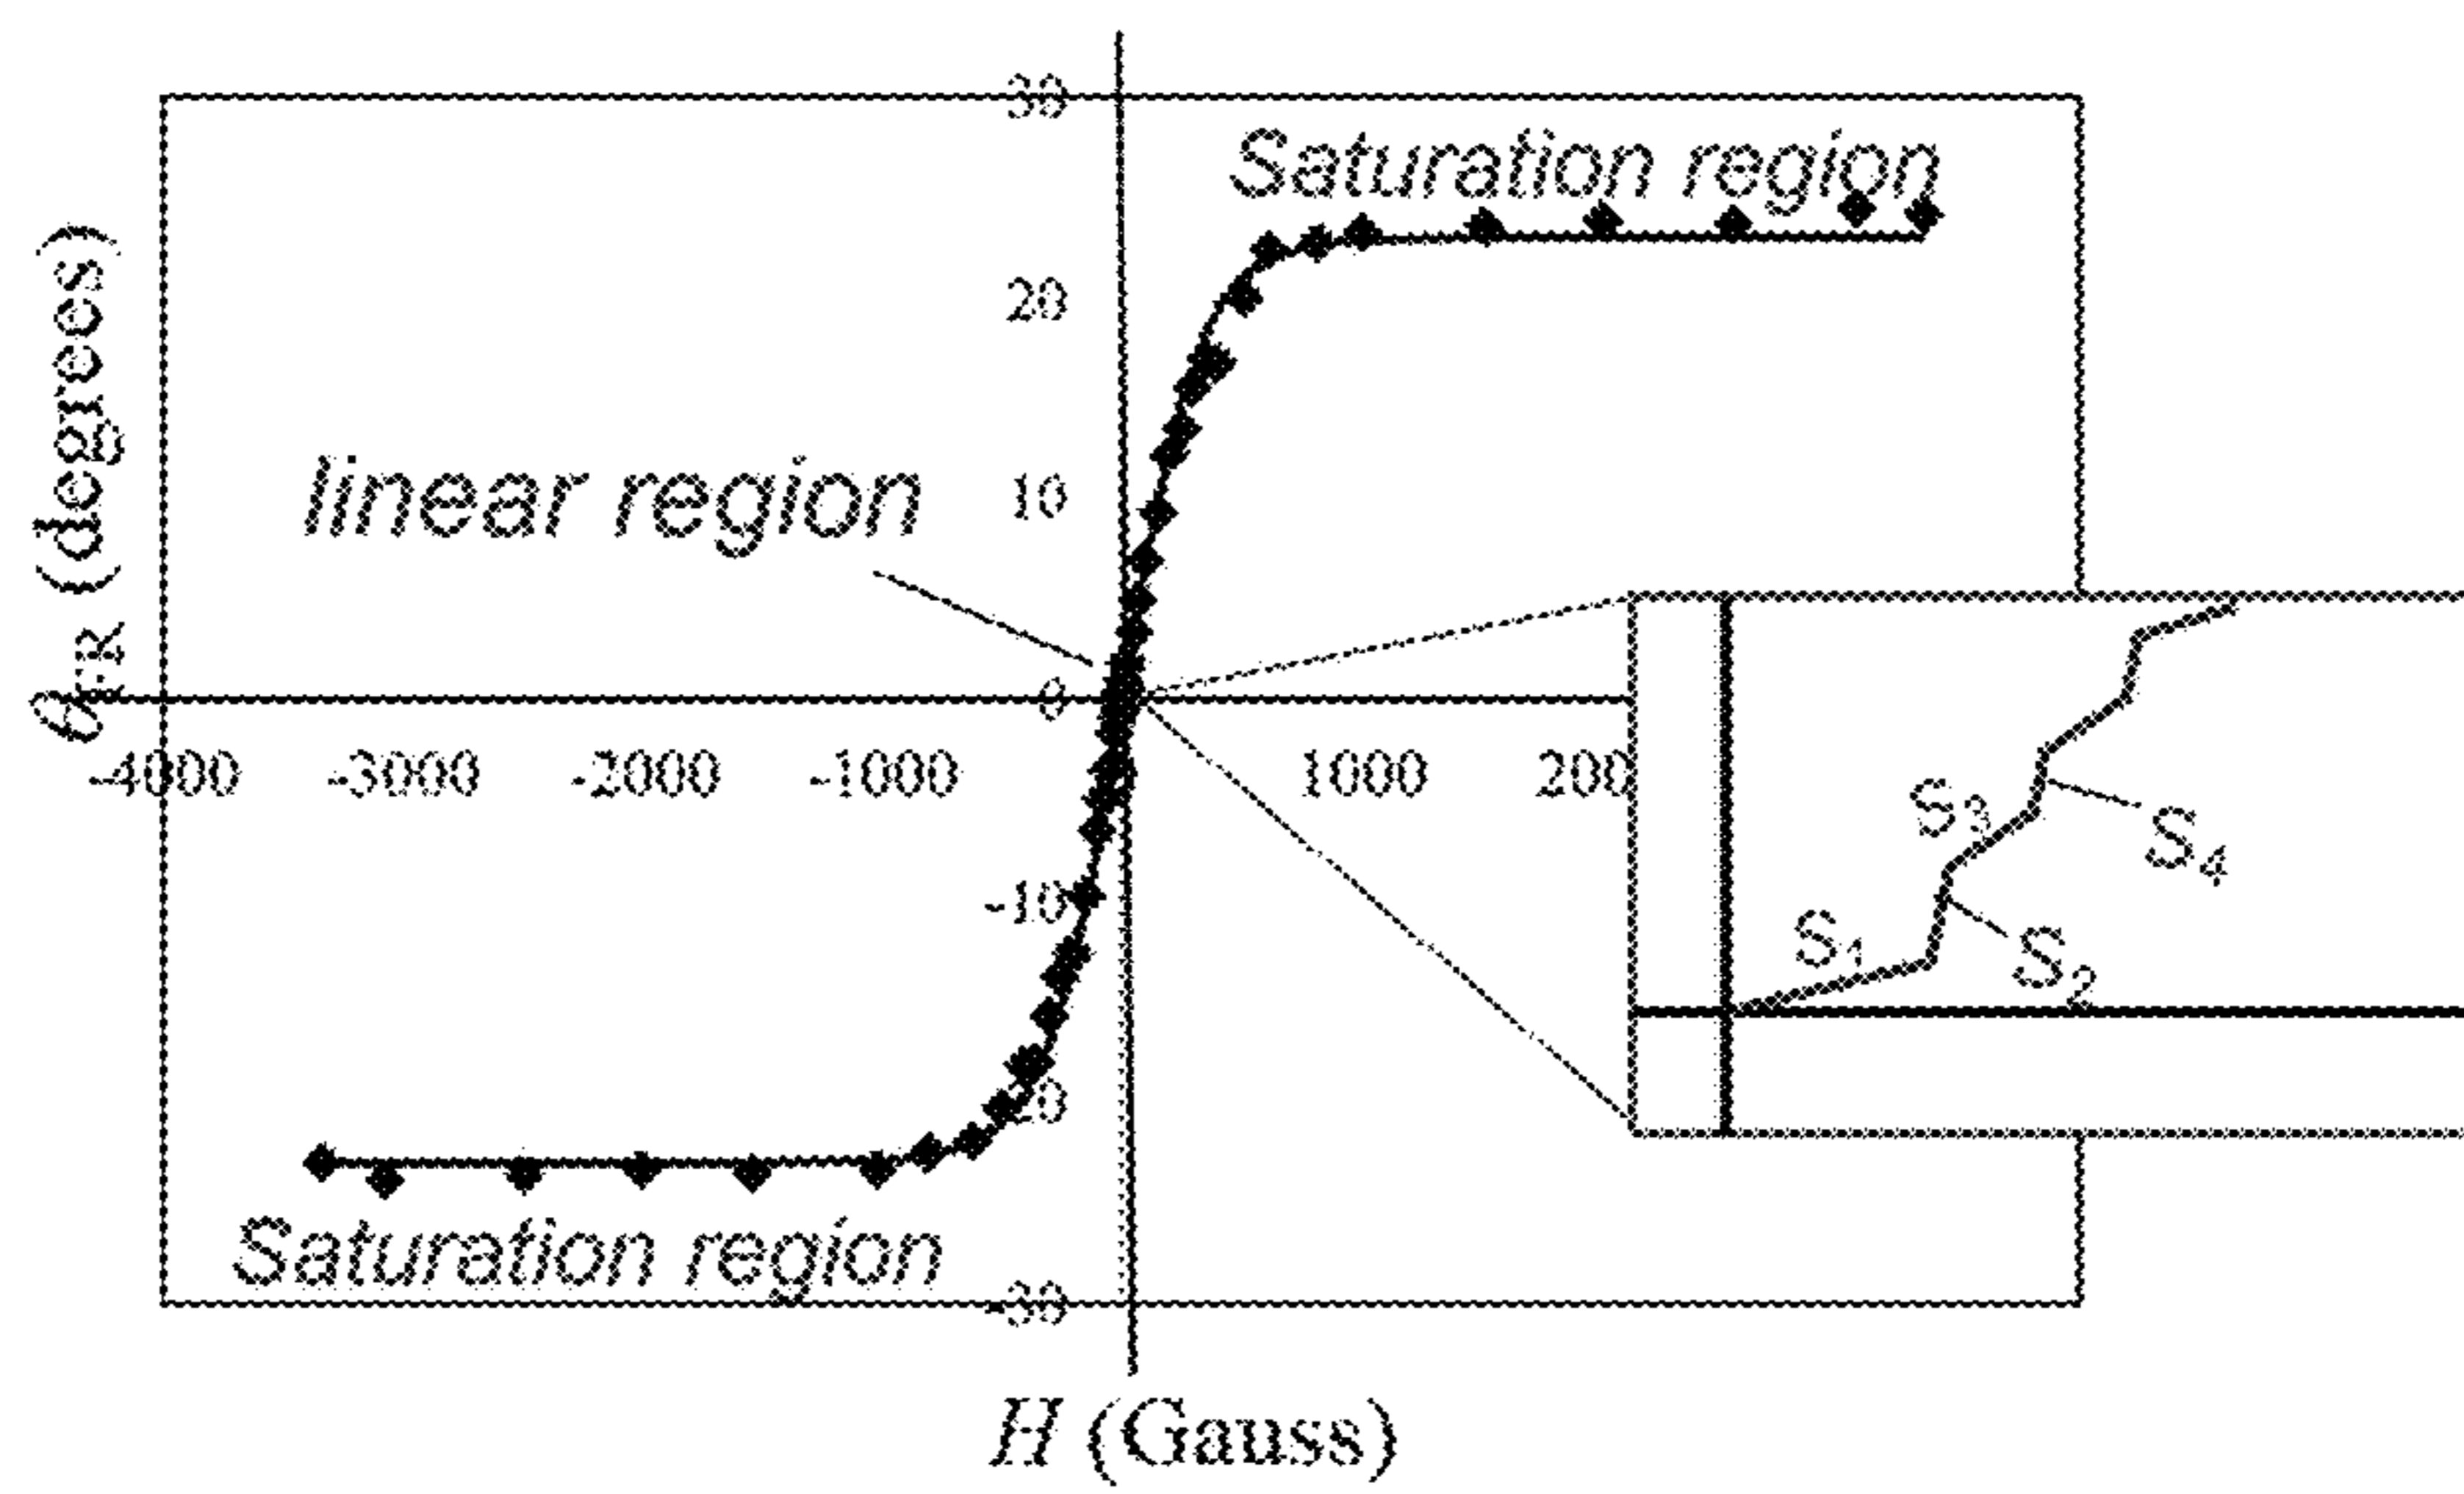 30
Saturation region
20
θFR (degrees)
linear region
10
0
-4000 -3000 -2000 -1000 1000 200
S3
S4
-10
S1
S2
-20
Saturation region
-30
H (Gauss)